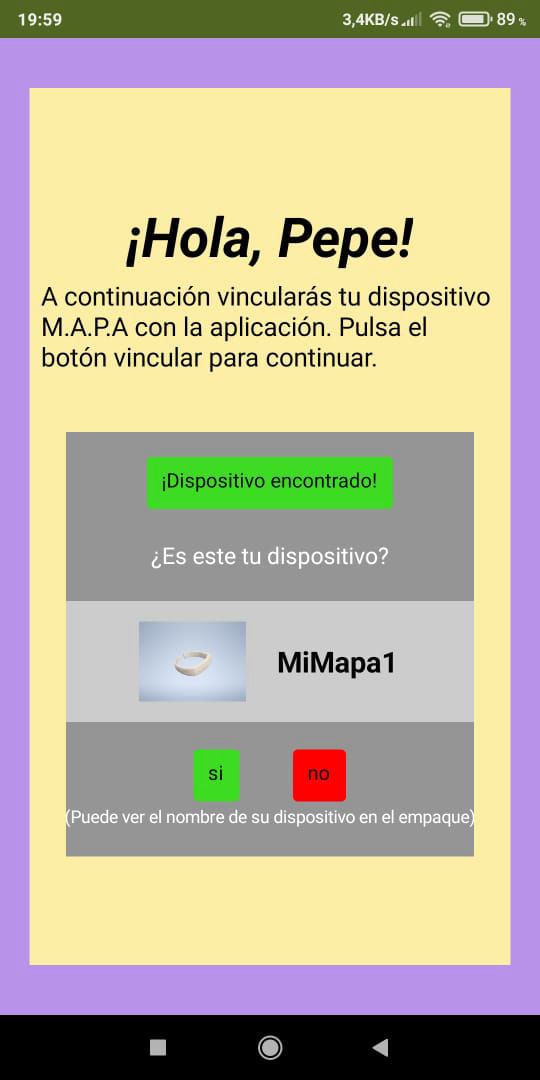 19:59
3,4KB/s
89 %
¡Hola, Pepe!
A continuación vincularás tu dispositivo
M.A.P.A con la aplicación. Pulsa el
botón vincular para continuar.
¡Dispositivo encontrado!
¿Es este tu dispositivo?
MiMapa1
si
no
(Puede ver el nombre de su dispositivo en el empaque)